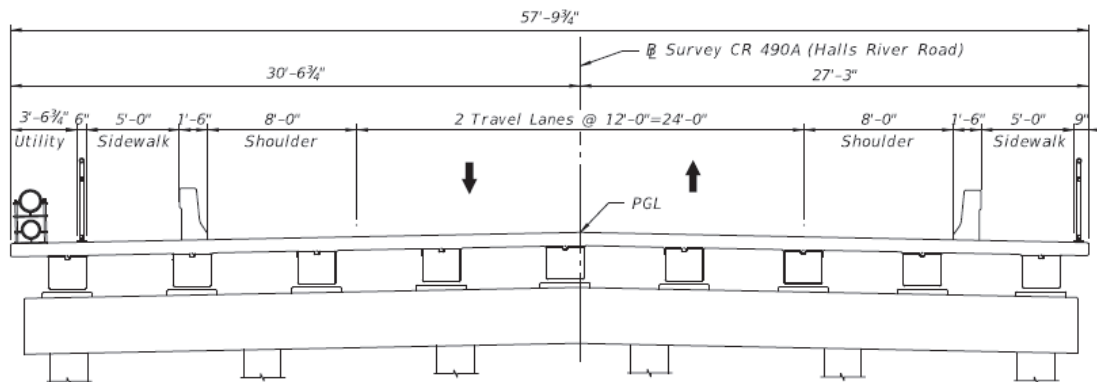 57'-9¾"
℄ Survey CR 490A (Halls River Road)
30'-6¾"
27'-3"
3'-6¾" 6" 5'-0" 1'-6" 8'-0" 2 Travel Lanes @ 12'-0"=24'-0" 8'-0" 1'-6" 5'-0" 9"
Utility Sidewalk Shoulder Shoulder Sidewalk
PGL